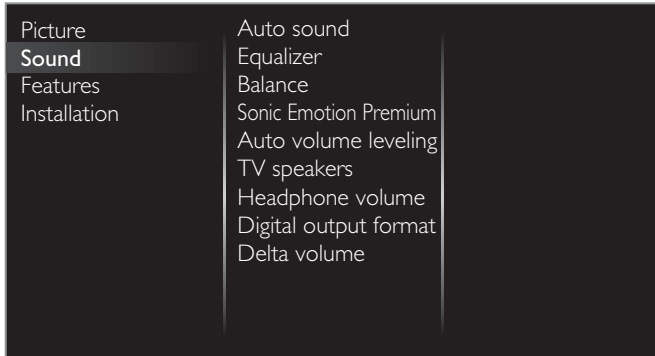 Picture
Sound
Features
Installation
Auto sound
Equalizer
Balance
Sonic Emotion Premium
Auto volume leveling
TV speakers
Headphone volume
Digital output format
Delta volume